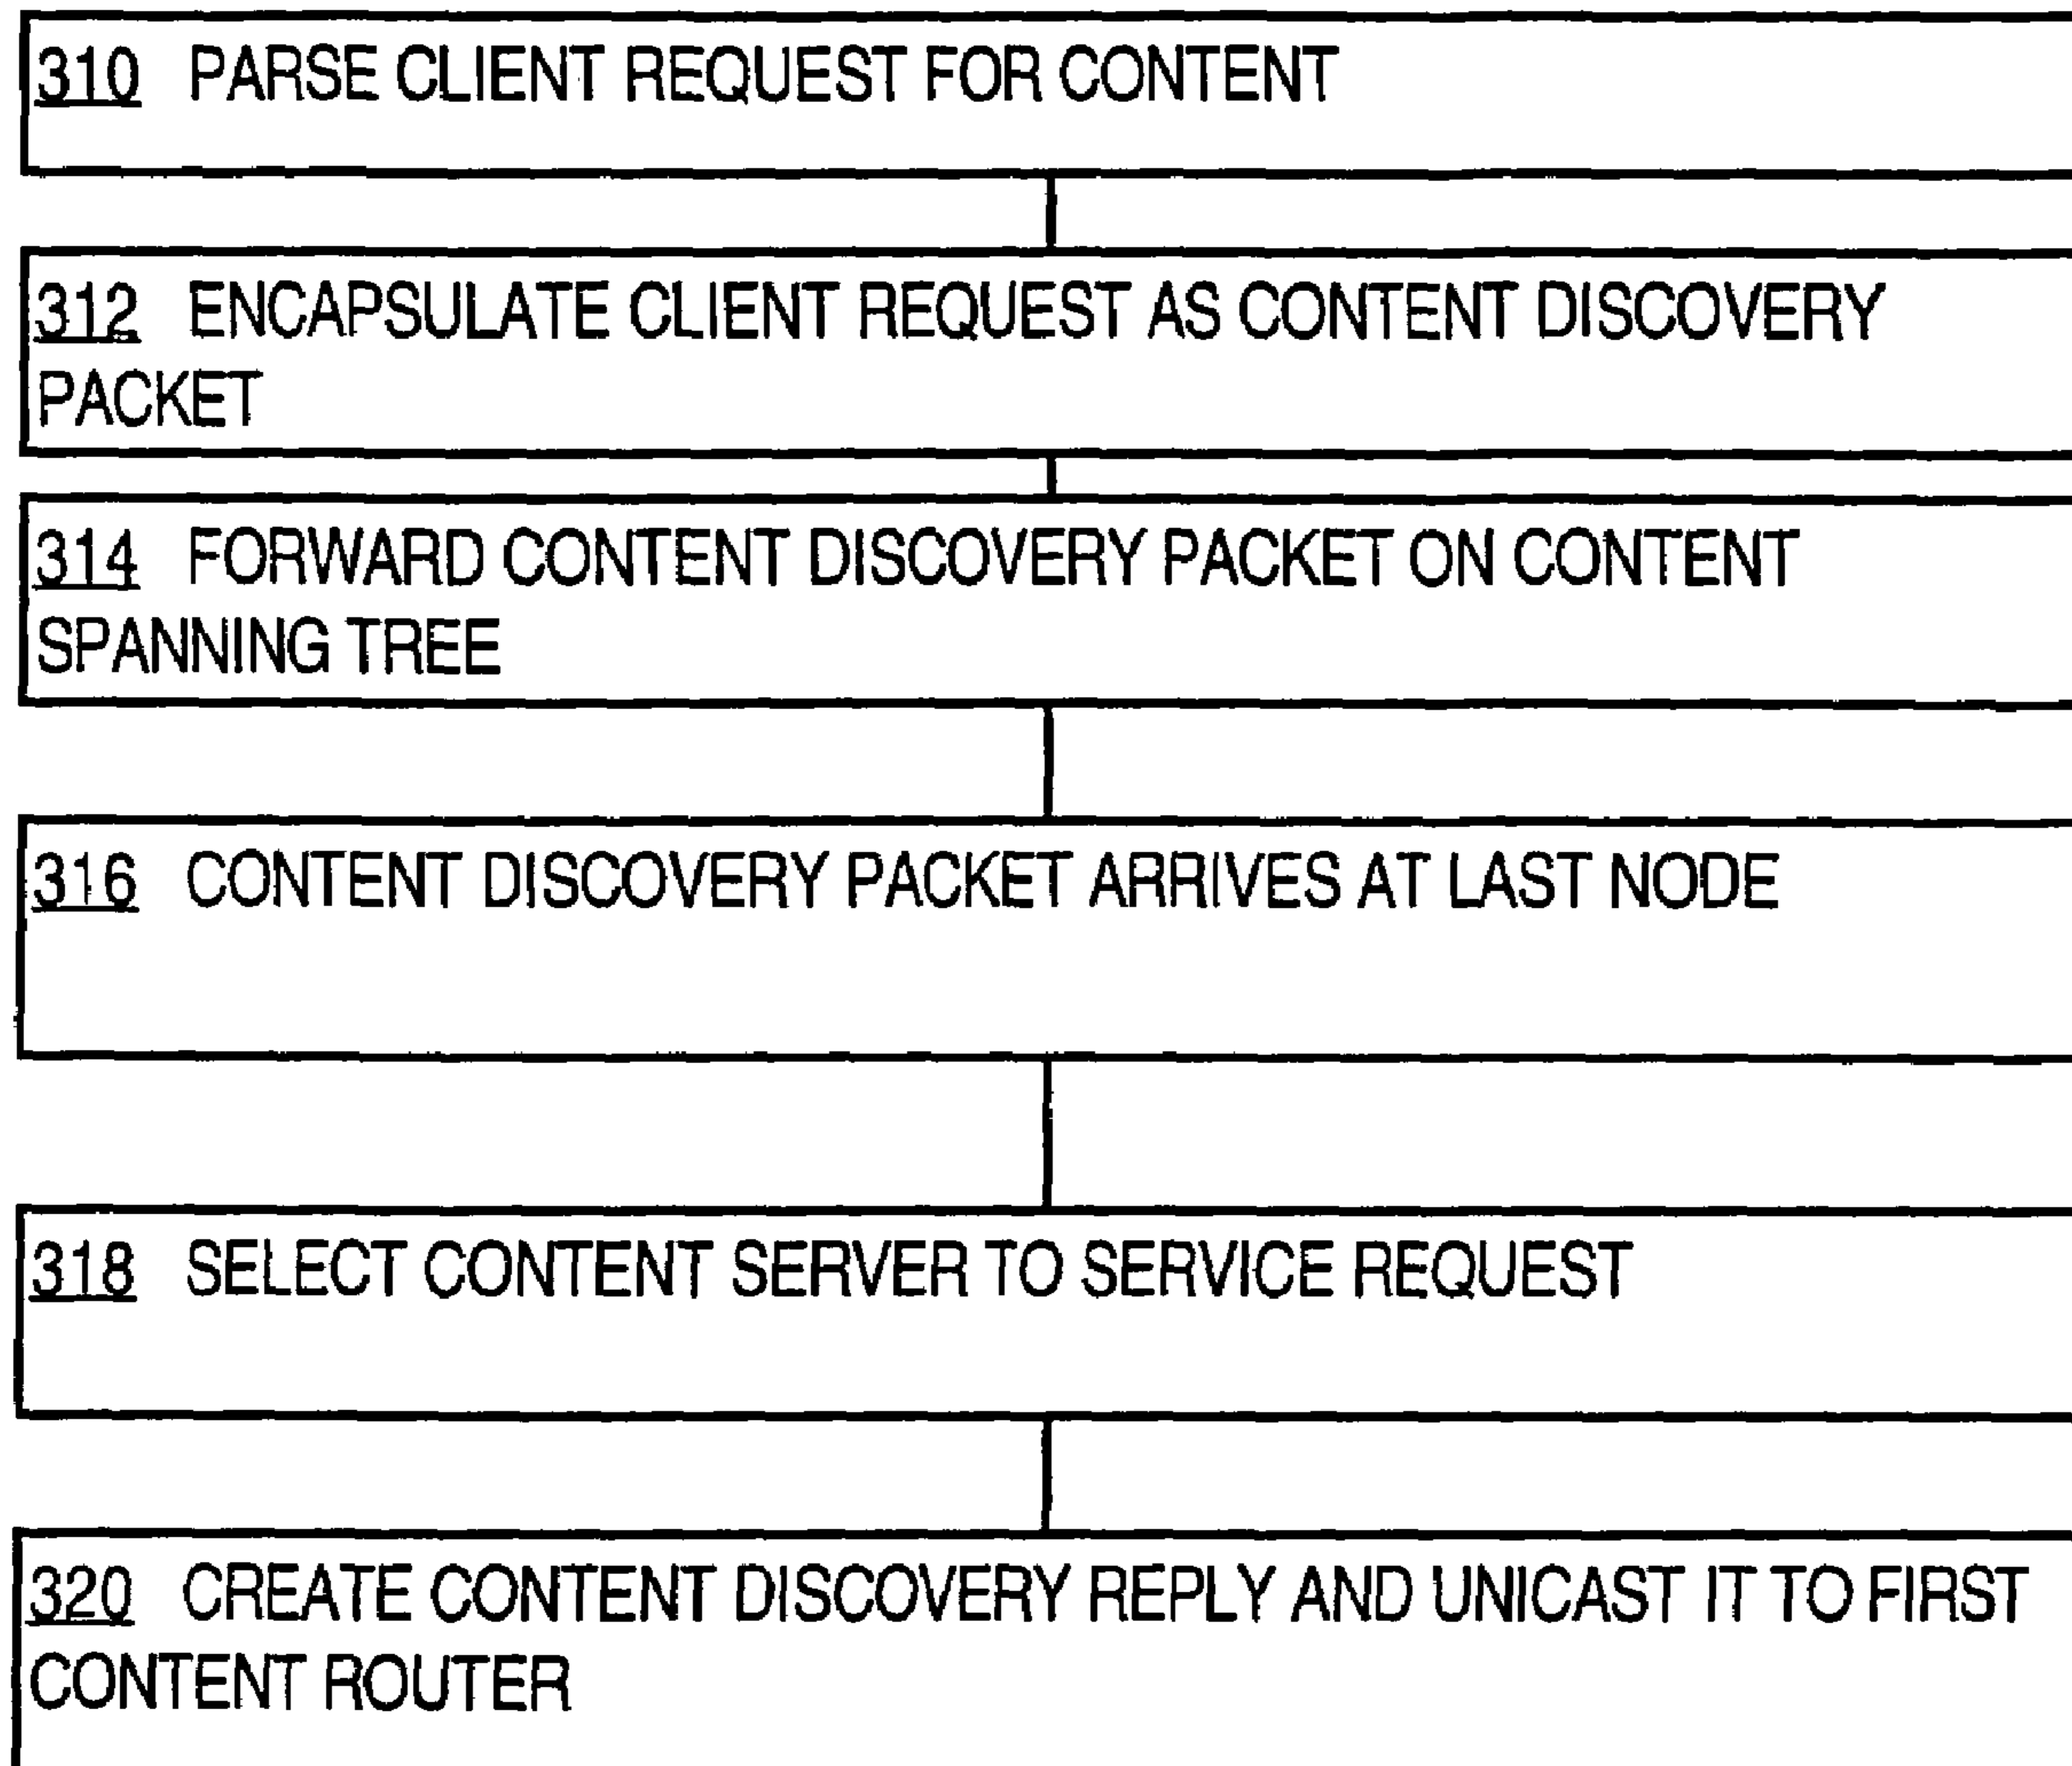 310 PARSE CLIENT REQUEST FOR CONTENT
312 ENCAPSULATE CLIENT REQUEST AS CONTENT DISCOVERY
PACKET
314 FORWARD CONTENT DISCOVERY PACKET ON CONTENT
SPANNING TREE
316 CONTENT DISCOVERY PACKET ARRIVES AT LAST NODE
318 SELECT CONTENT SERVER TO SERVICE REQUEST
320 CREATE CONTENT DISCOVERY REPLY AND UNICAST IT TO FIRST
CONTENT ROUTER